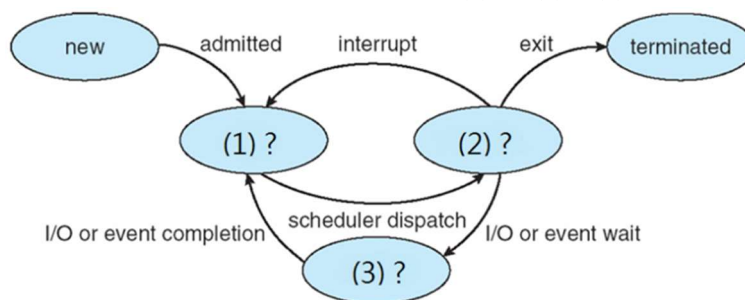 new
admitted
interrupt
exit
terminated
(1) ?
(2) ?
I/O or event completion
scheduler dispatch
I/O or event wait
(3) ?